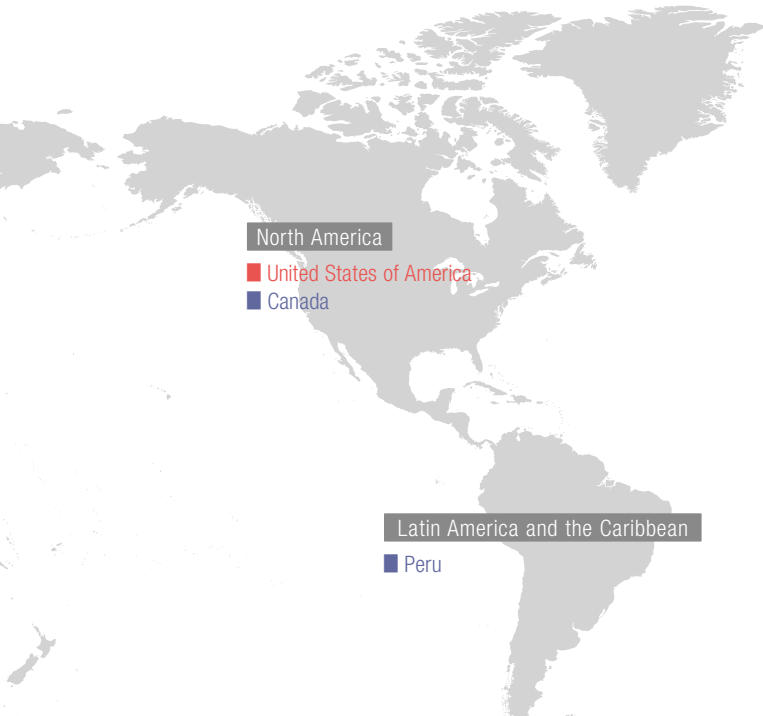 North America
United States of America
Canada
Latin America and the Caribbean
Peru